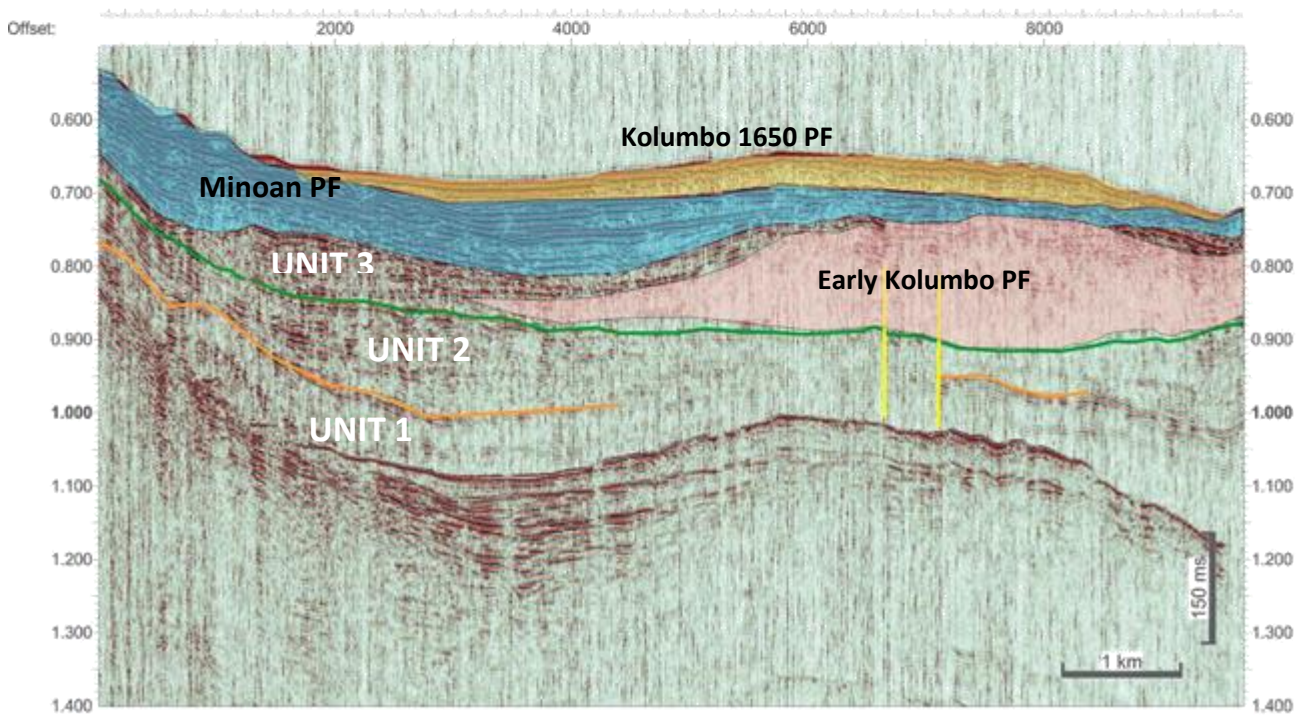 Offset: 2000 4000 6000 8000
0.600 0.600
Kolumbo 1650 PF
Minoan PF
0.700 0.700
UNIT 3
0.800 0.800
Early Kolumbo PF
UNIT 2
0.900 0.900
1.000 1.000
UNIT 1
1.100 1.100
1.200 1.200
150 ms
1.300 1.300
1 km
1.400 1.400